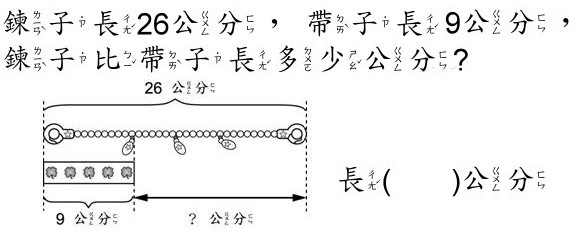 鍊子長26公分，帶子長9公分，
鍊子比帶子長多少公分？
26 公分
長(      )公分
9 公分
? 公分